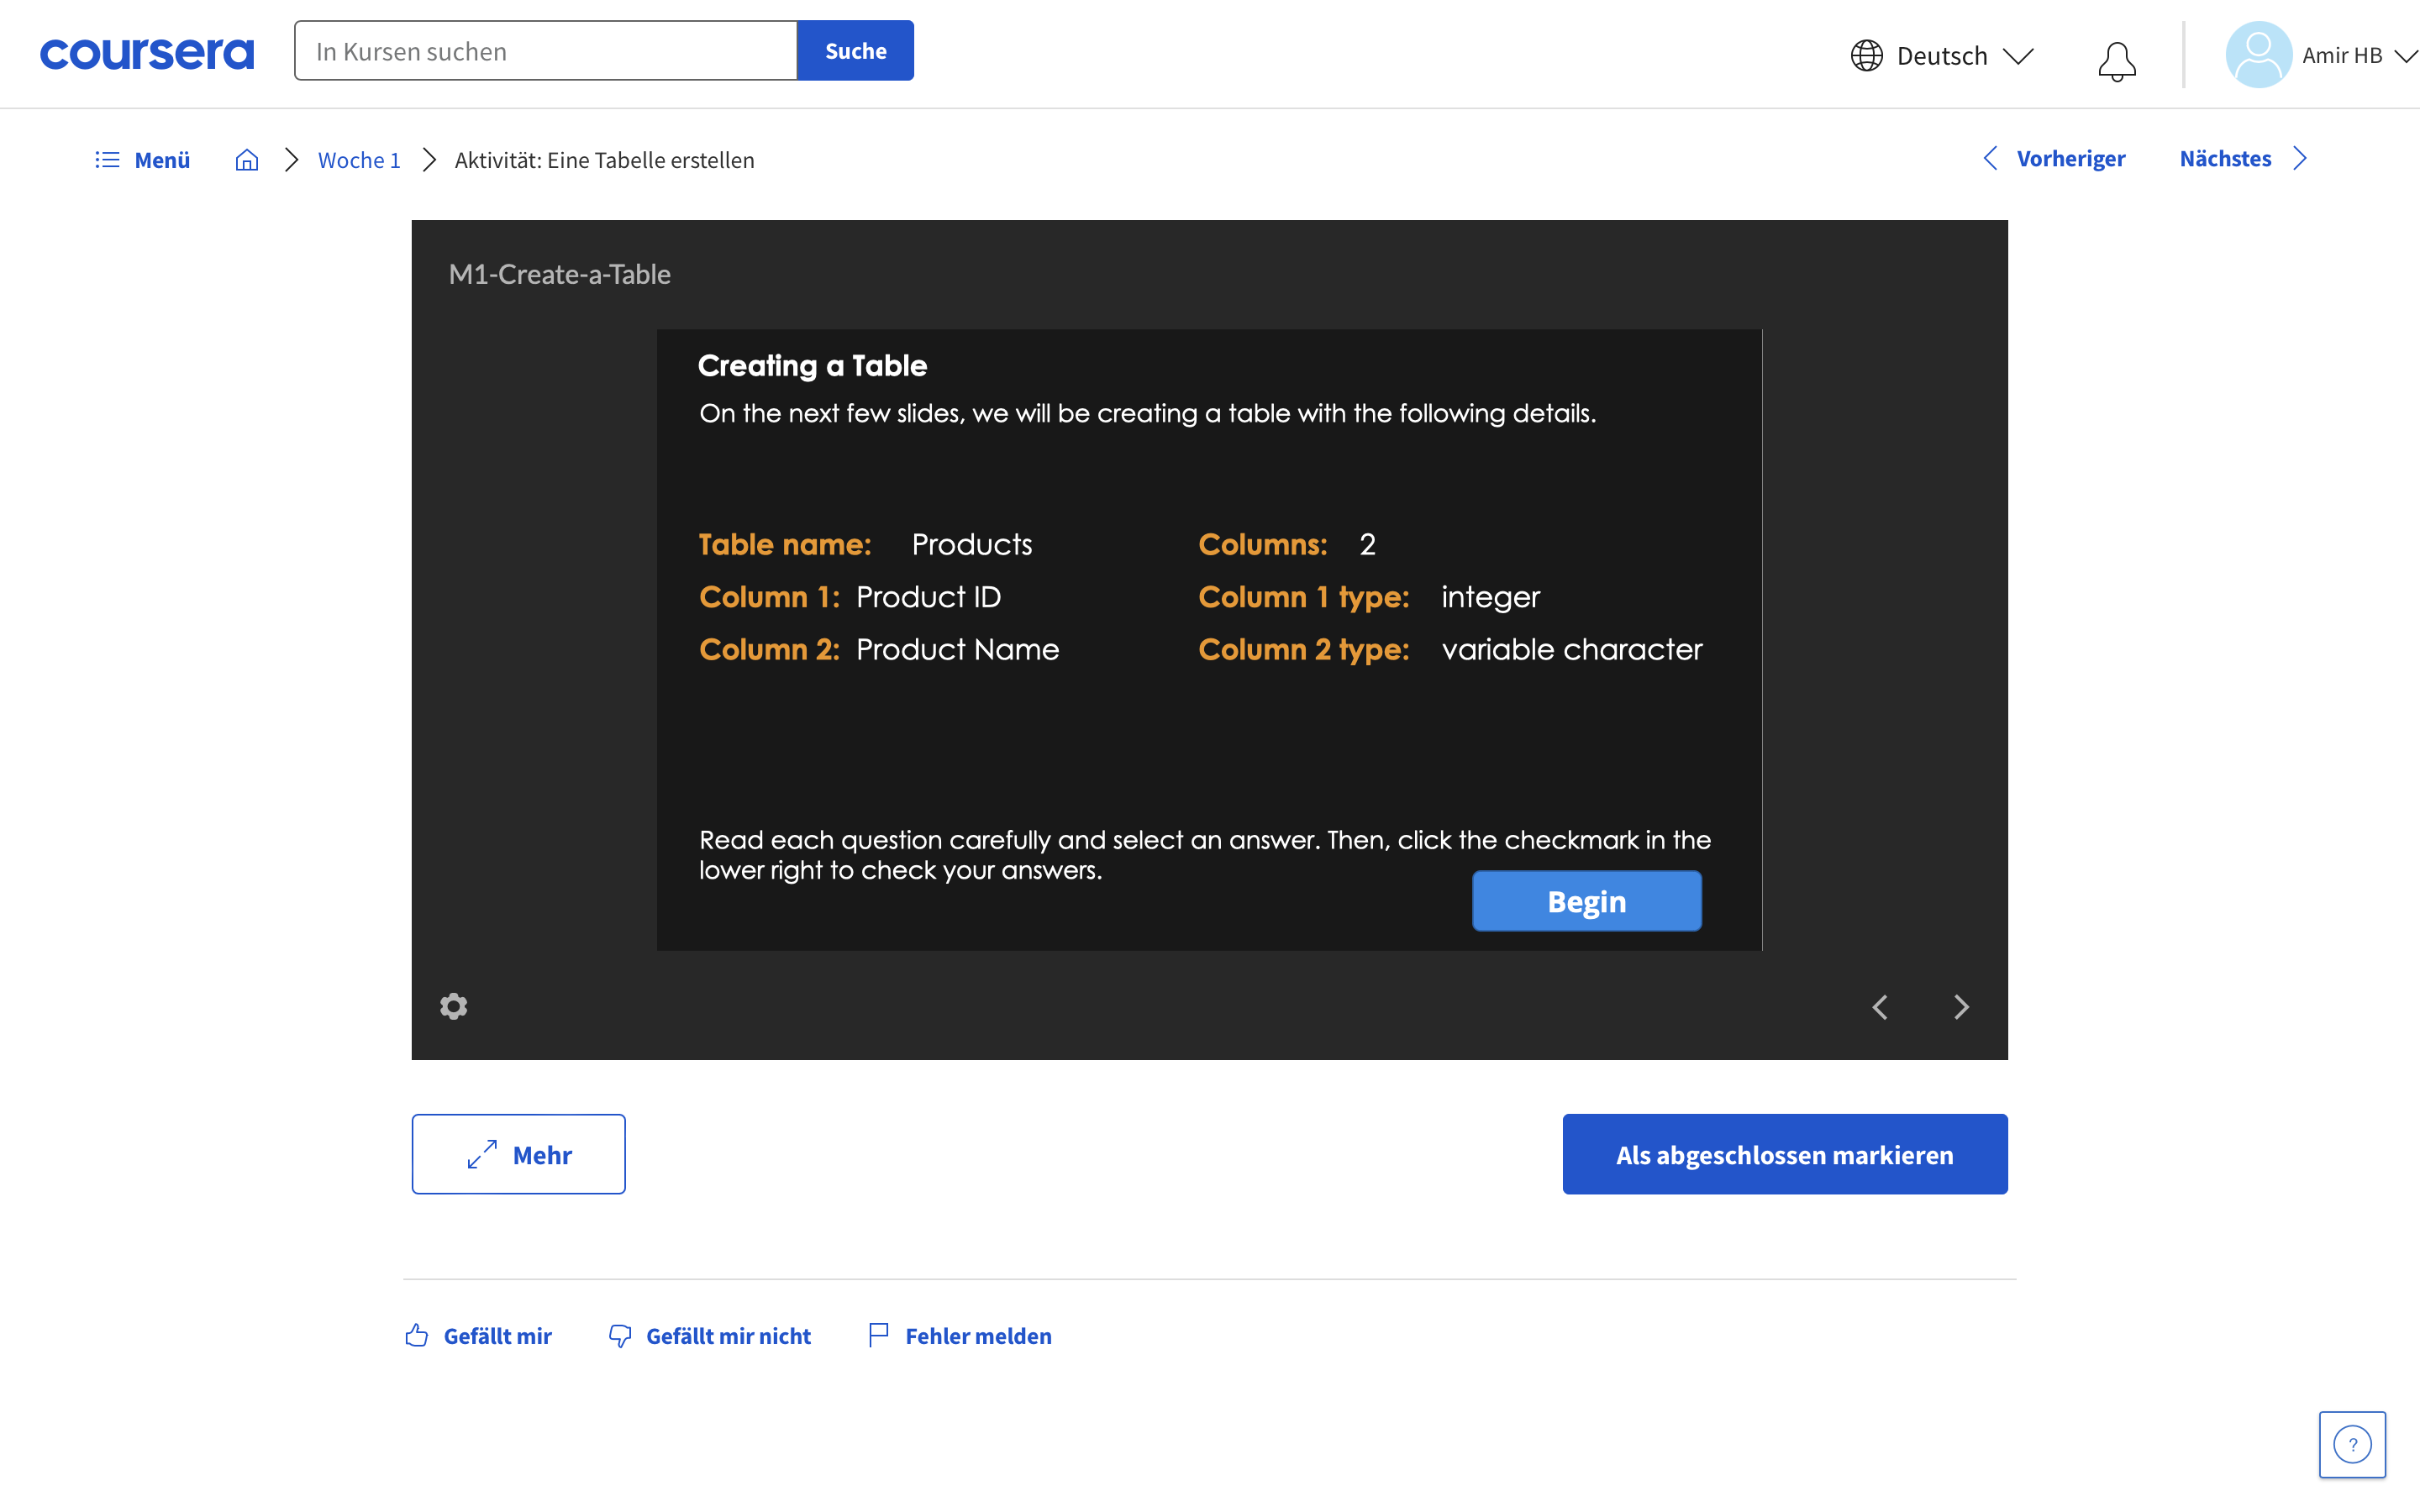 coursera
In Kursen suchen
Suche
Deutsch
Amir HB
Menü
Woche 1
Aktivität: Eine Tabelle erstellen
Vorheriger
Nächstes
M1-Create-a-Table
Creating a Table
On the next few slides, we will be creating a table with the following details.
Table name: Products
Columns: 2
Column 1: Product ID
Column 1 type: integer
Column 2: Product Name
Column 2 type: variable character
Read each question carefully and select an answer. Then, click the checkmark in the
lower right to check your answers.
Begin
Mehr
Als abgeschlossen markieren
Gefällt mir
Gefällt mir nicht
Fehler melden
?